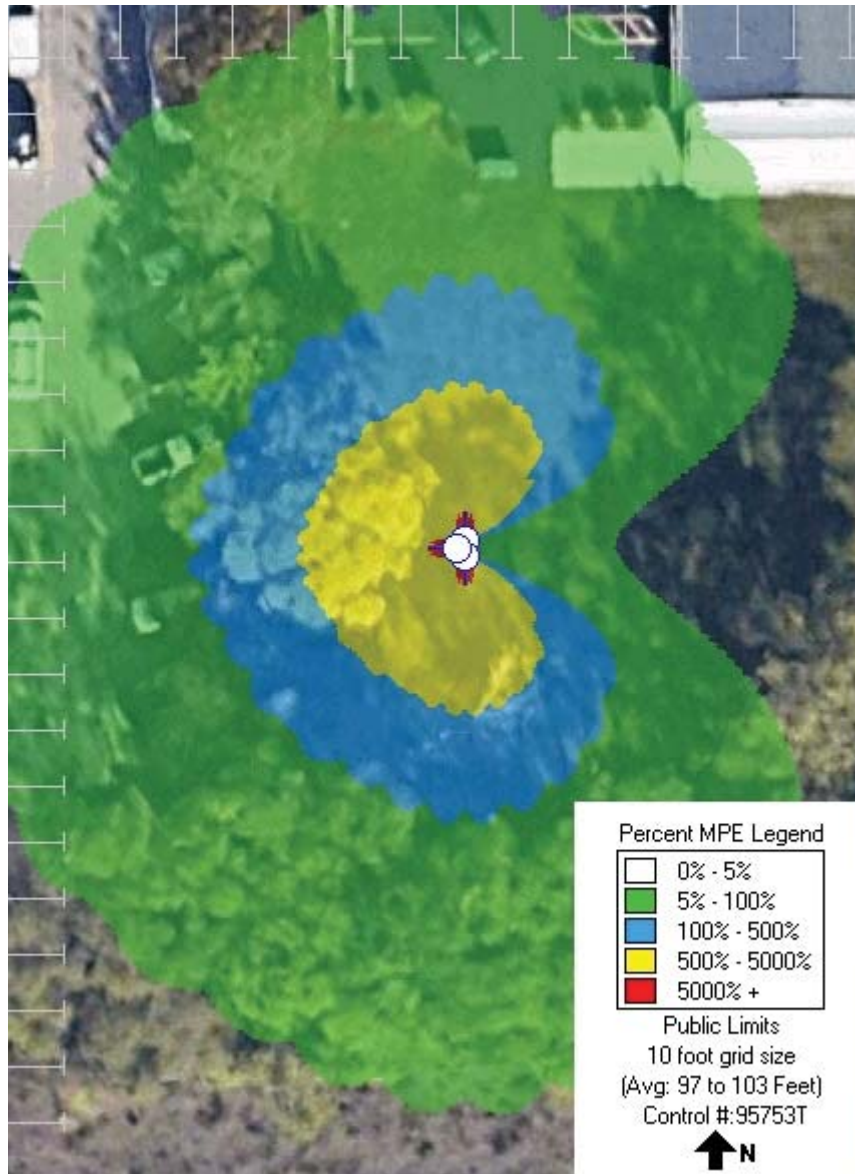 Percent MPE Legend
0% - 5%
5% - 100%
100% - 500%
500% - 5000%
5000% +
Public Limits
10 foot grid size
(Avg: 97 to 103 Feet)
Control #:95753T
N